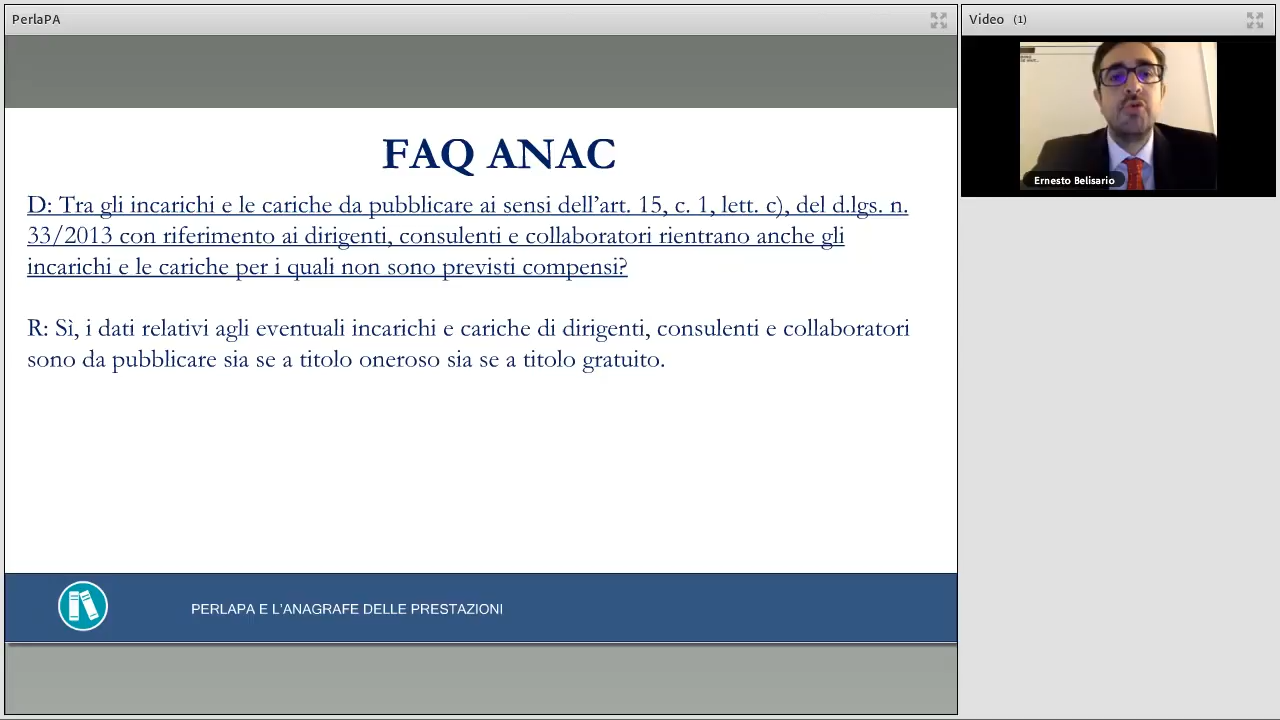 PerlaPA
Video (1)
FAQ ANAC
D: Tra gli incarichi e le cariche da pubblicare ai sensi dell’art. 15, c. 1, lett. c), del d.lgs. n.
33/2013 con riferimento ai dirigenti, consulenti e collaboratori rientrano anche gli
incarichi e le cariche per i quali non sono previsti compensi?
R: Sì, i dati relativi agli eventuali incarichi e cariche di dirigenti, consulenti e collaboratori
sono da pubblicare sia se a titolo oneroso sia se a titolo gratuito.
PERLAPA E L’ANAGRAFE DELLE PRESTAZIONI
Ernesto Belisario